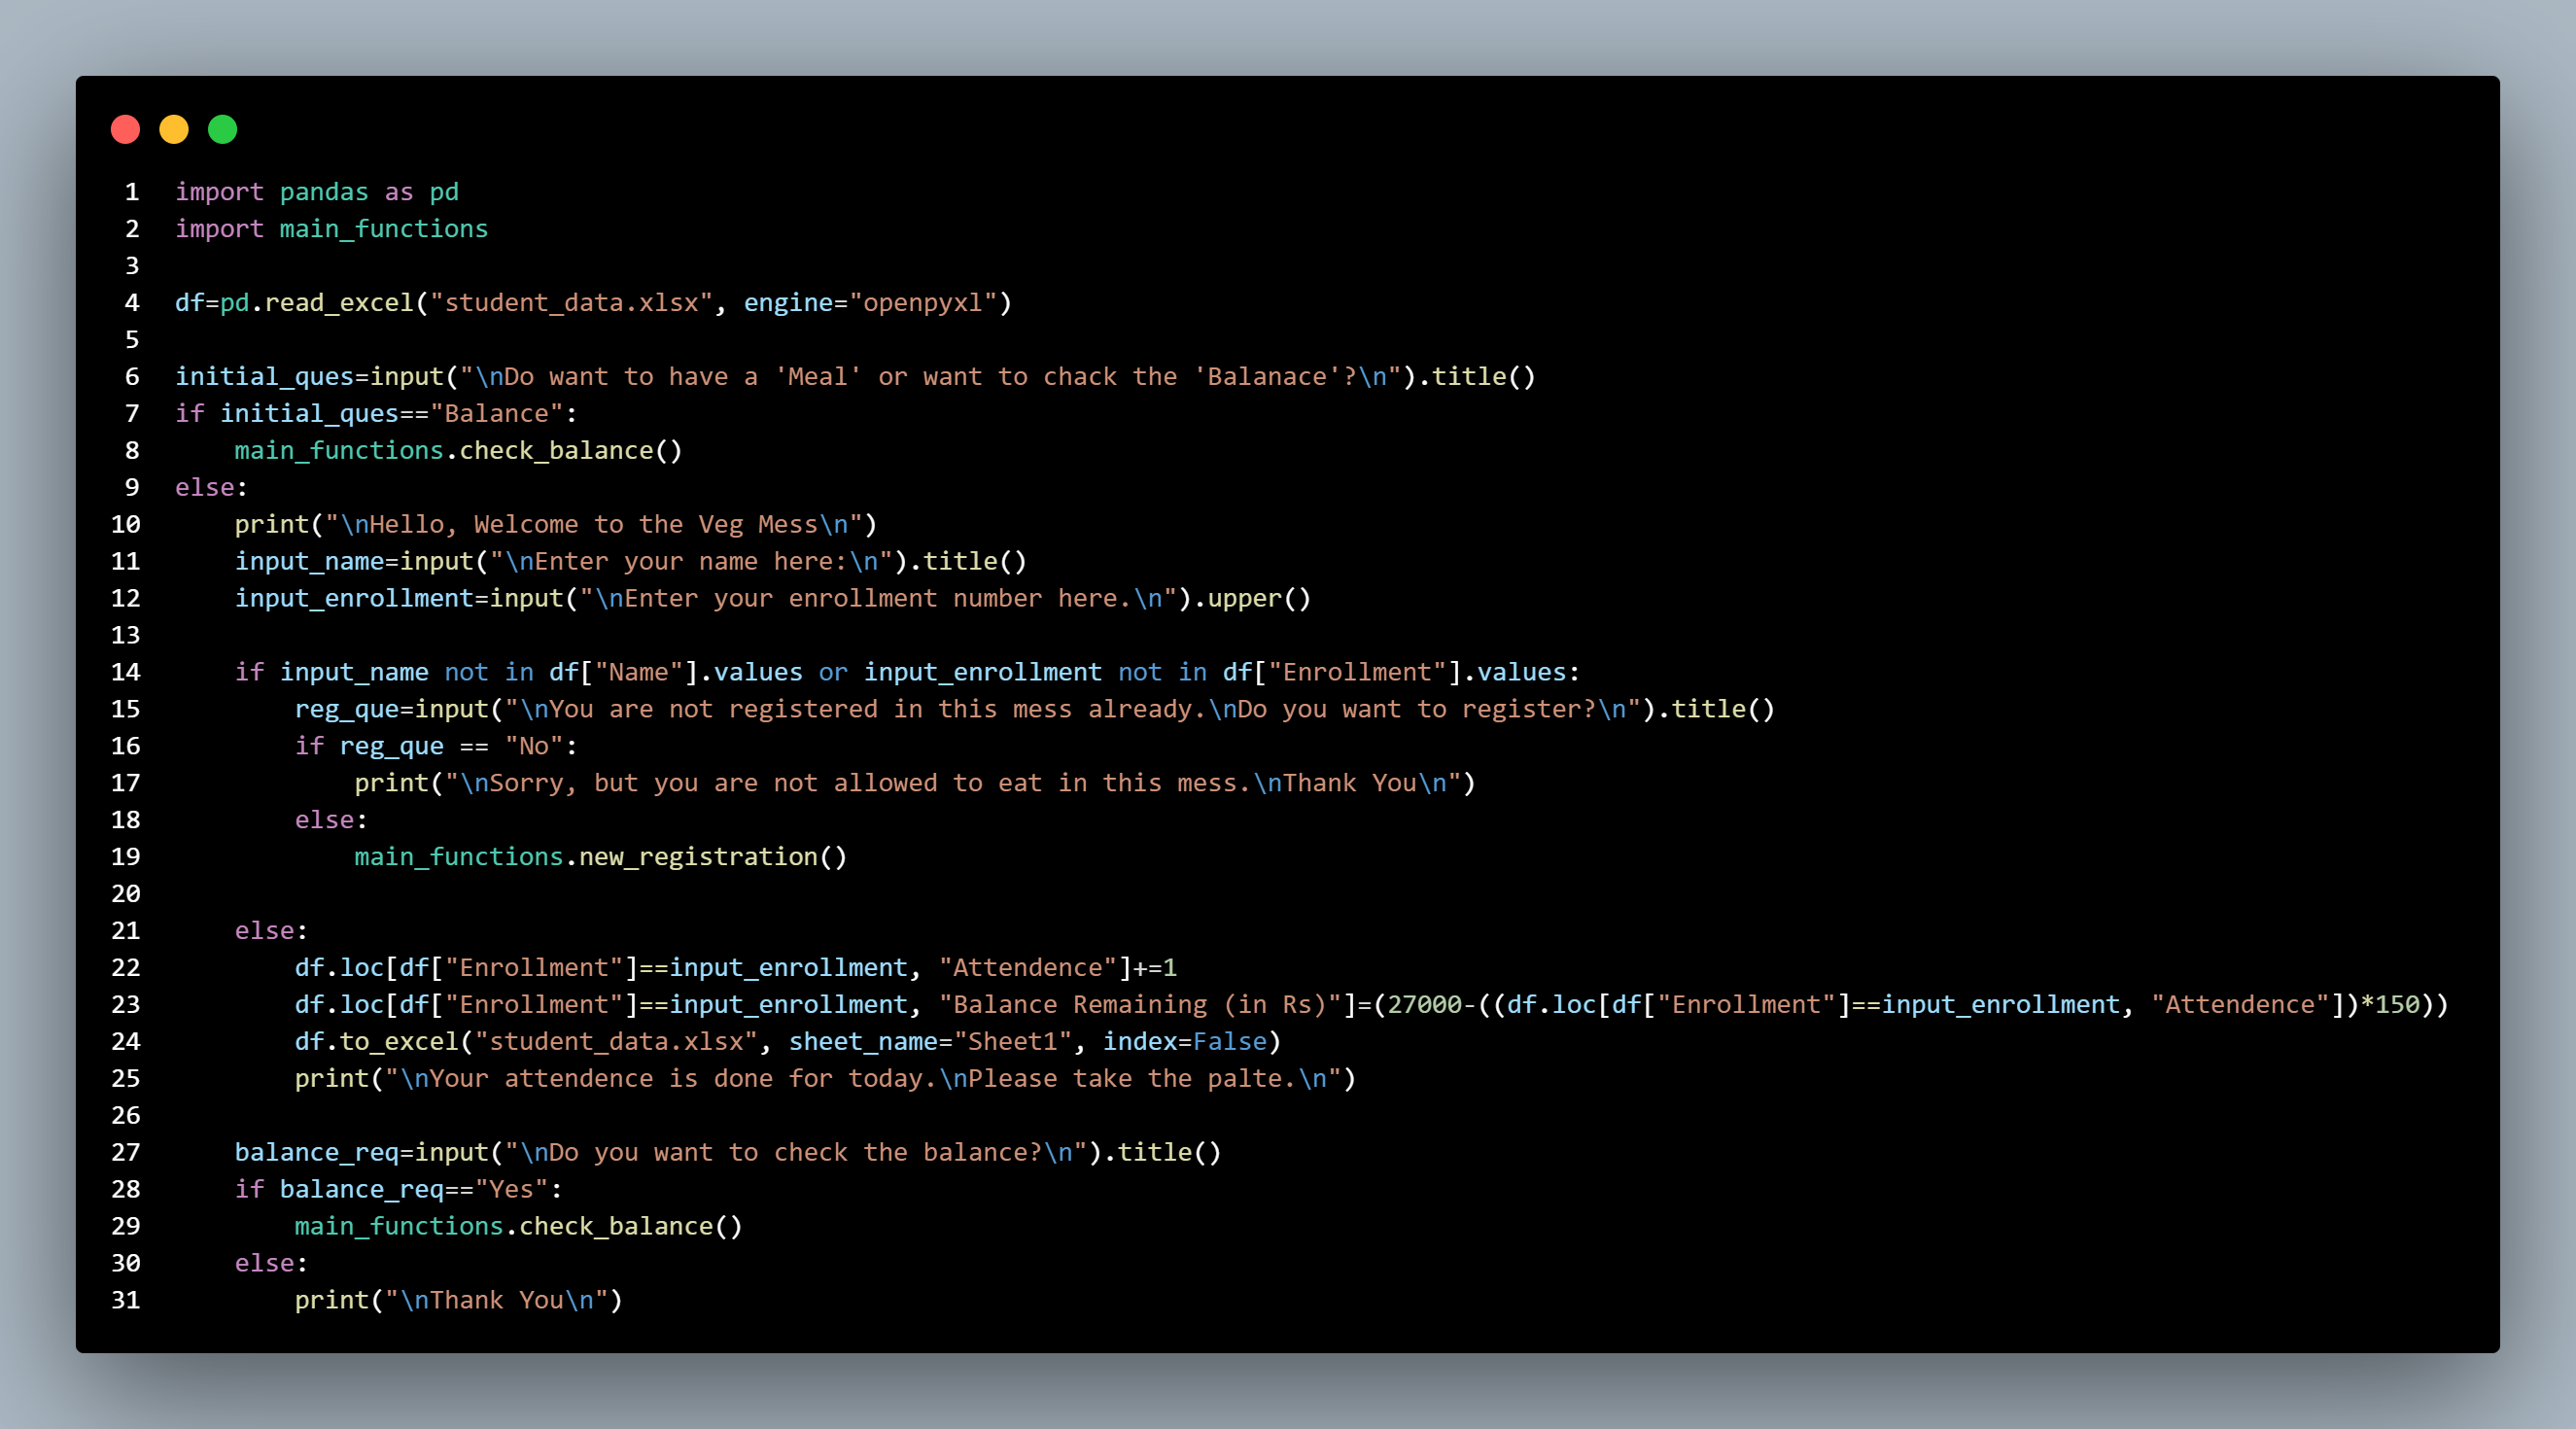 1 import pandas as pd
2 import main_functions
3
4 df=pd.read_excel("student_data.xlsx", engine="openpyxl")
5
6 initial_ques=input("\nDo want to have a 'Meal' or want to chack the 'Balanace'?\n").title()
7 if initial_ques=="Balance":
8     main_functions.check_balance()
9 else:
10     print("\nHello, Welcome to the Veg Mess\n")
11     input_name=input("\nEnter your name here:\n").title()
12     input_enrollment=input("\nEnter your enrollment number here.\n").upper()
13
14     if input_name not in df["Name"].values or input_enrollment not in df["Enrollment"].values:
15         reg_que=input("\nYou are not registered in this mess already.\nDo you want to register?\n").title()
16         if reg_que == "No":
17             print("\nSorry, but you are not allowed to eat in this mess.\nThank You\n")
18         else:
19             main_functions.new_registration()
20
21     else:
22         df.loc[df["Enrollment"]==input_enrollment, "Attendence"]+=1
23         df.loc[df["Enrollment"]==input_enrollment, "Balance Remaining (in Rs)"]=(27000-((df.loc[df["Enrollment"]==input_enrollment, "Attendence"])*150))
24         df.to_excel("student_data.xlsx", sheet_name="Sheet1", index=False)
25         print("\nYour attendence is done for today.\nPlease take the palte.\n")
26
27     balance_req=input("\nDo you want to check the balance?\n").title()
28     if balance_req=="Yes":
29         main_functions.check_balance()
30     else:
31         print("\nThank You\n")